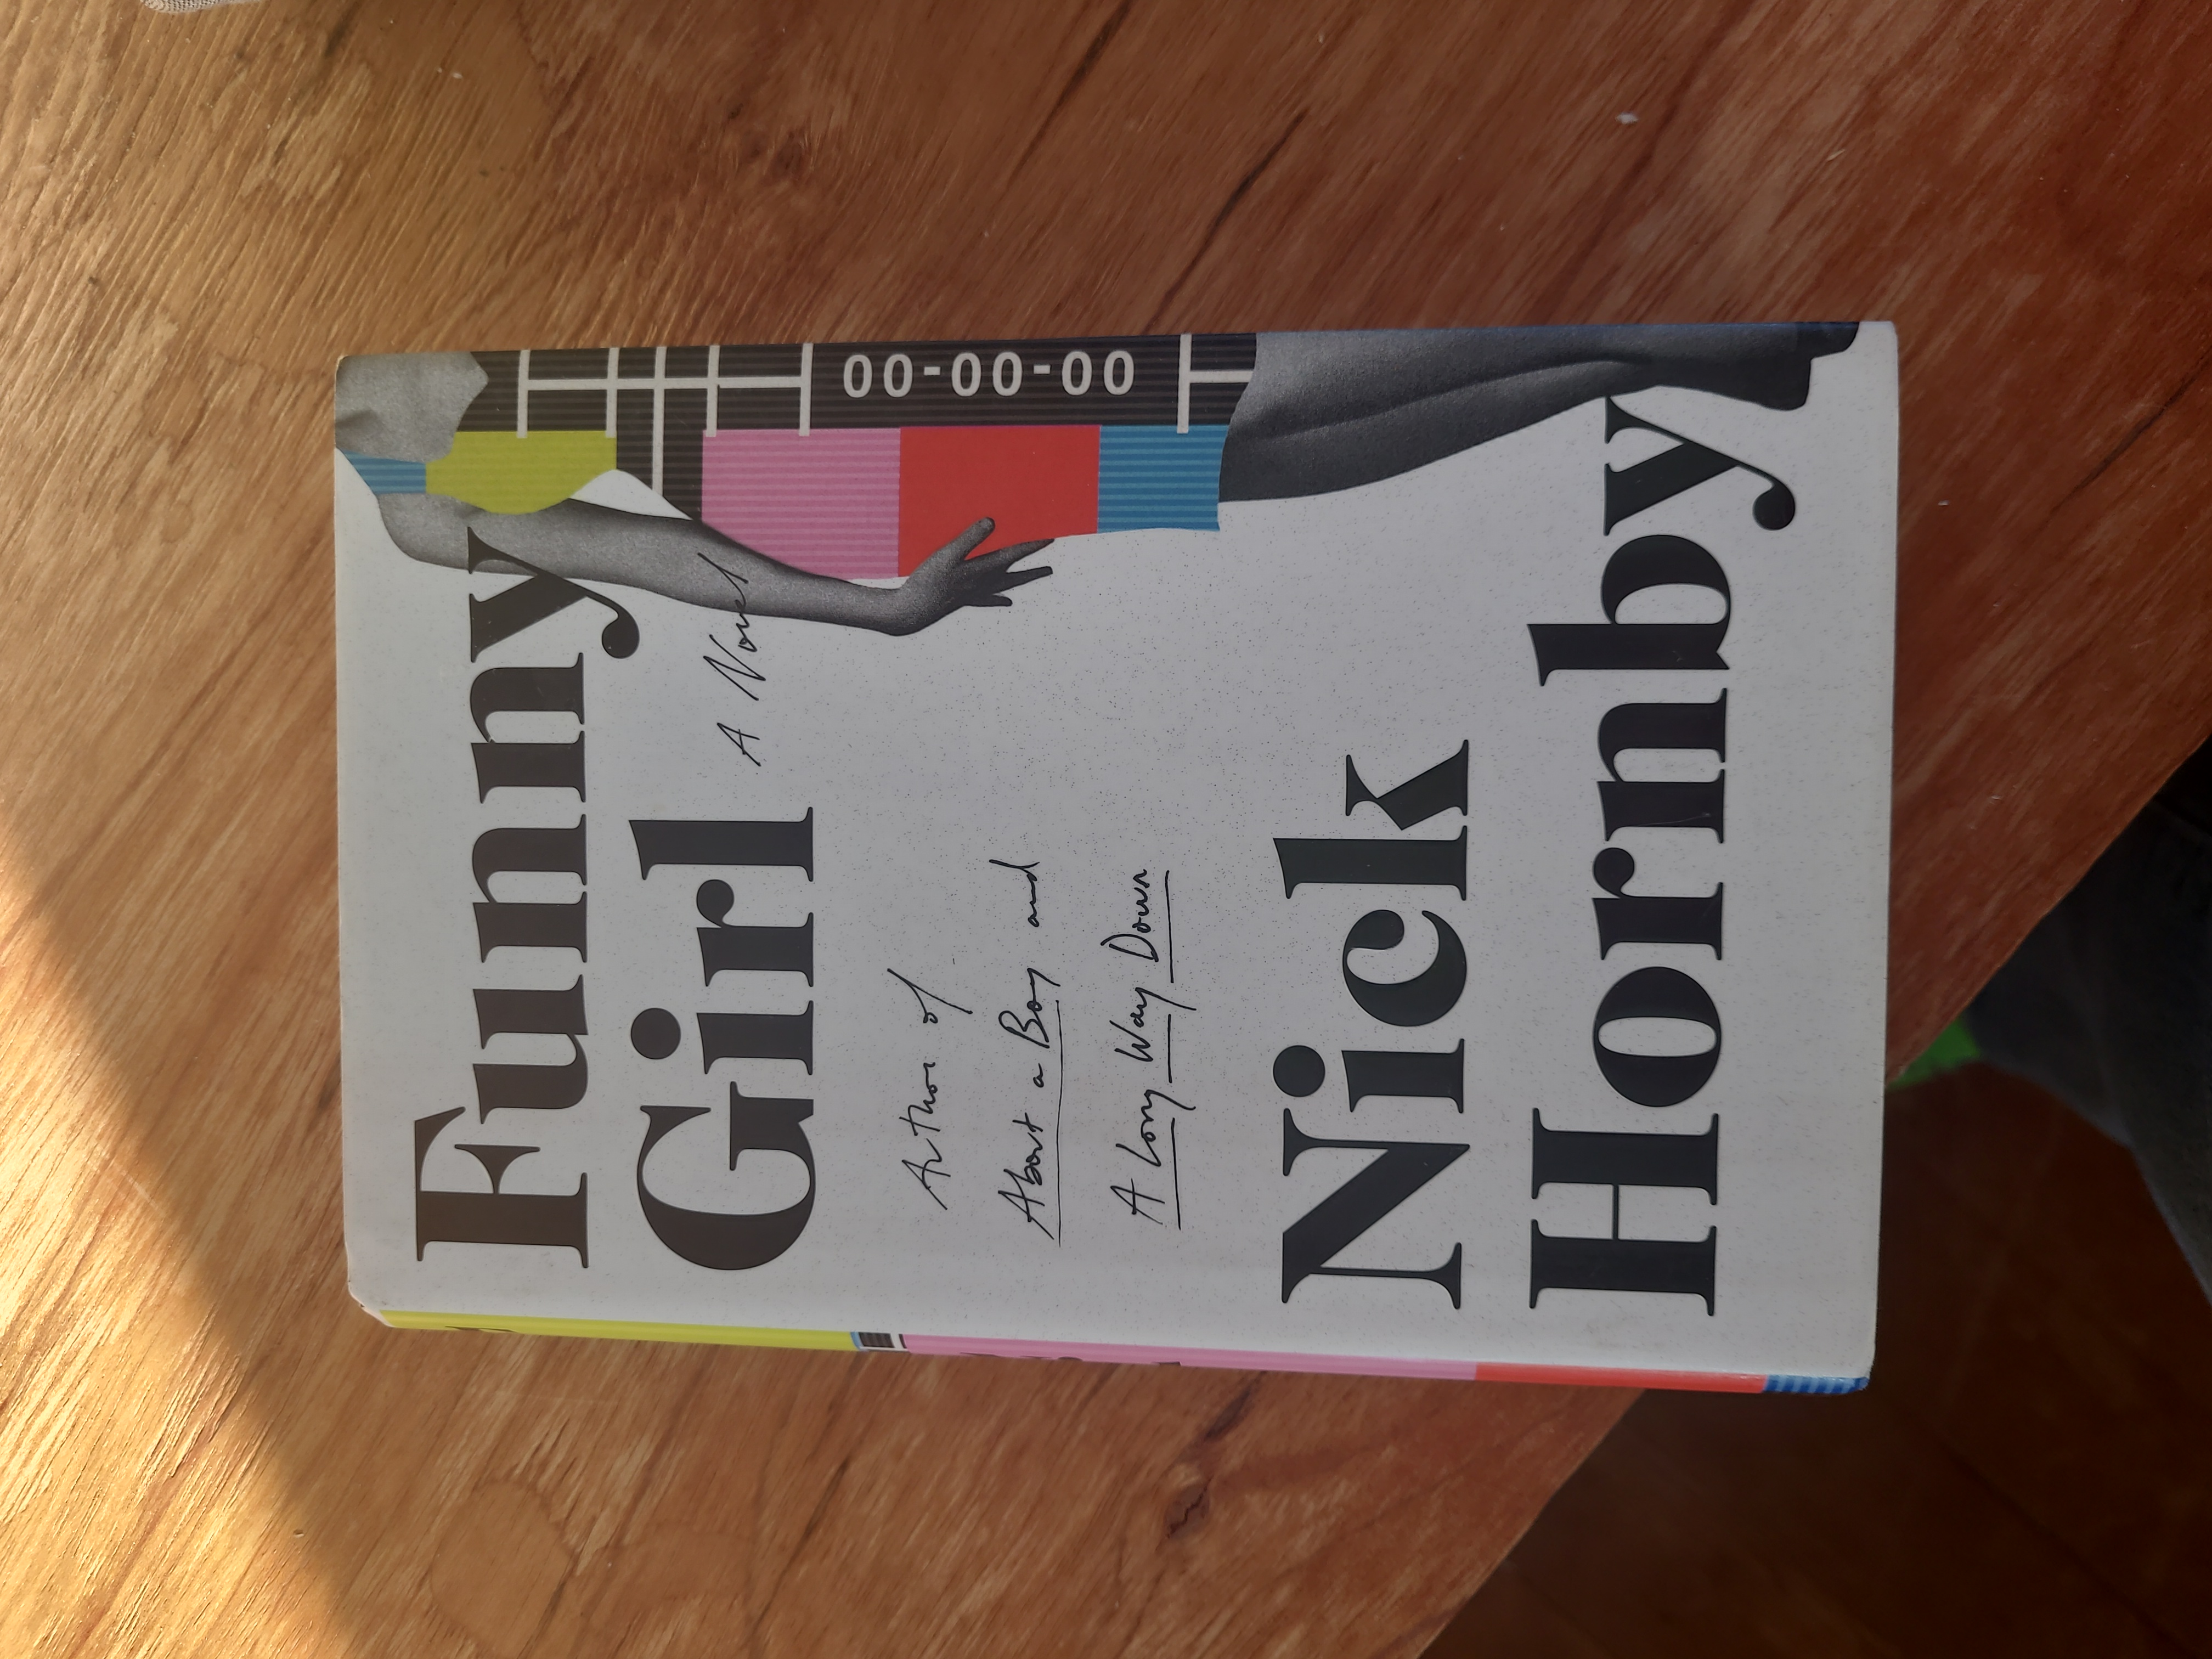 Funny
Girl
A Novel
00-00-00
Author of
About a Boy and
A Long Way Down
Nick
Hornby